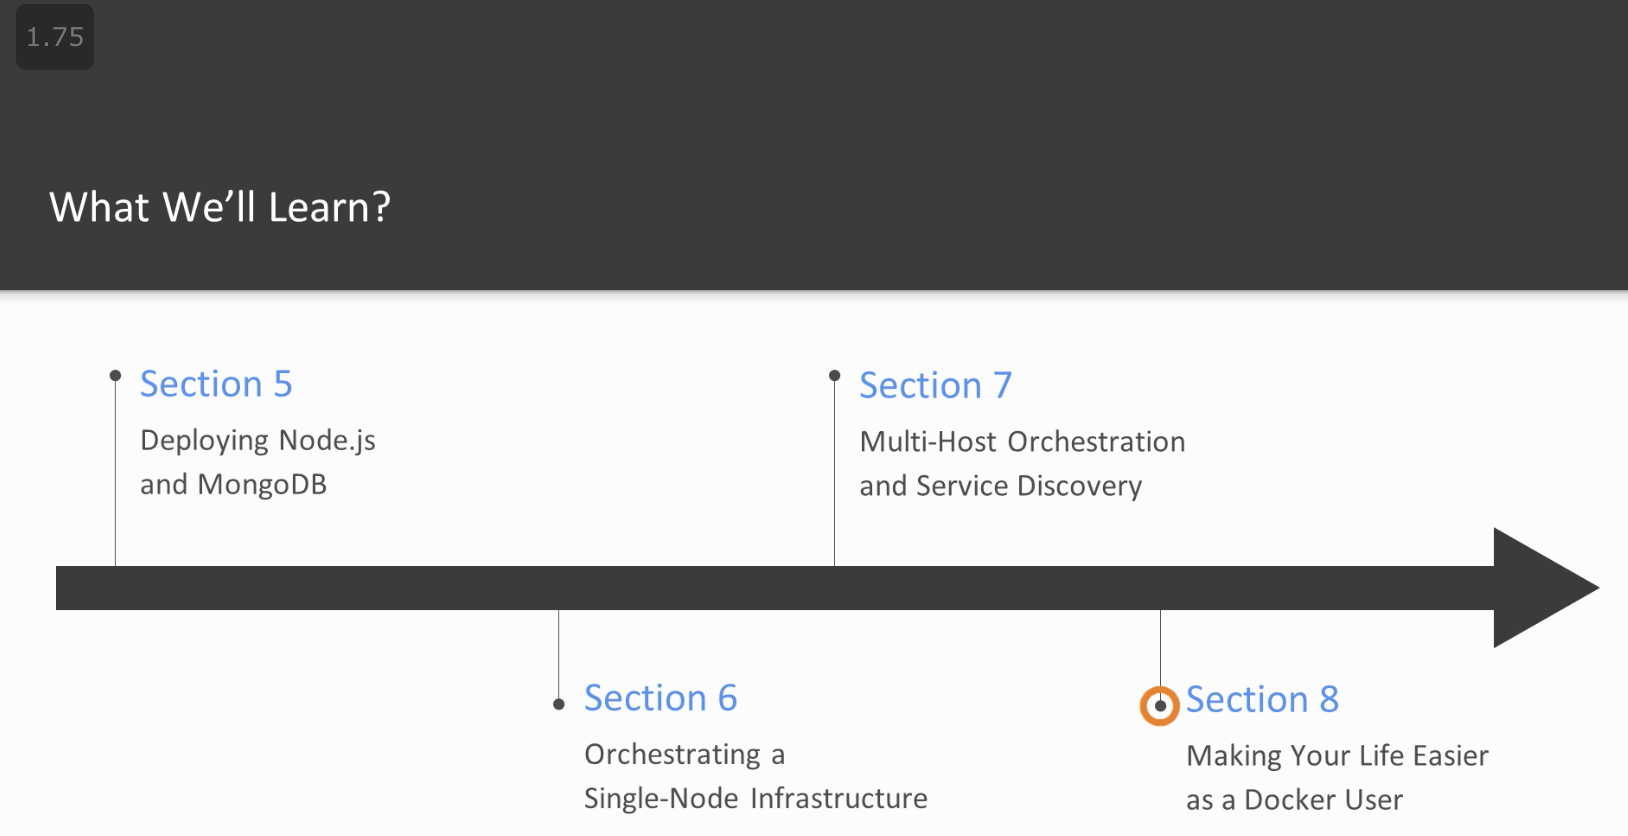 1.75
What We’ll Learn?
Section 5
Deploying Node.js
and MongoDB
Section 7
Multi-Host Orchestration
and Service Discovery
Section 6
Orchestrating a
Single-Node Infrastructure
Section 8
Making Your Life Easier
as a Docker User